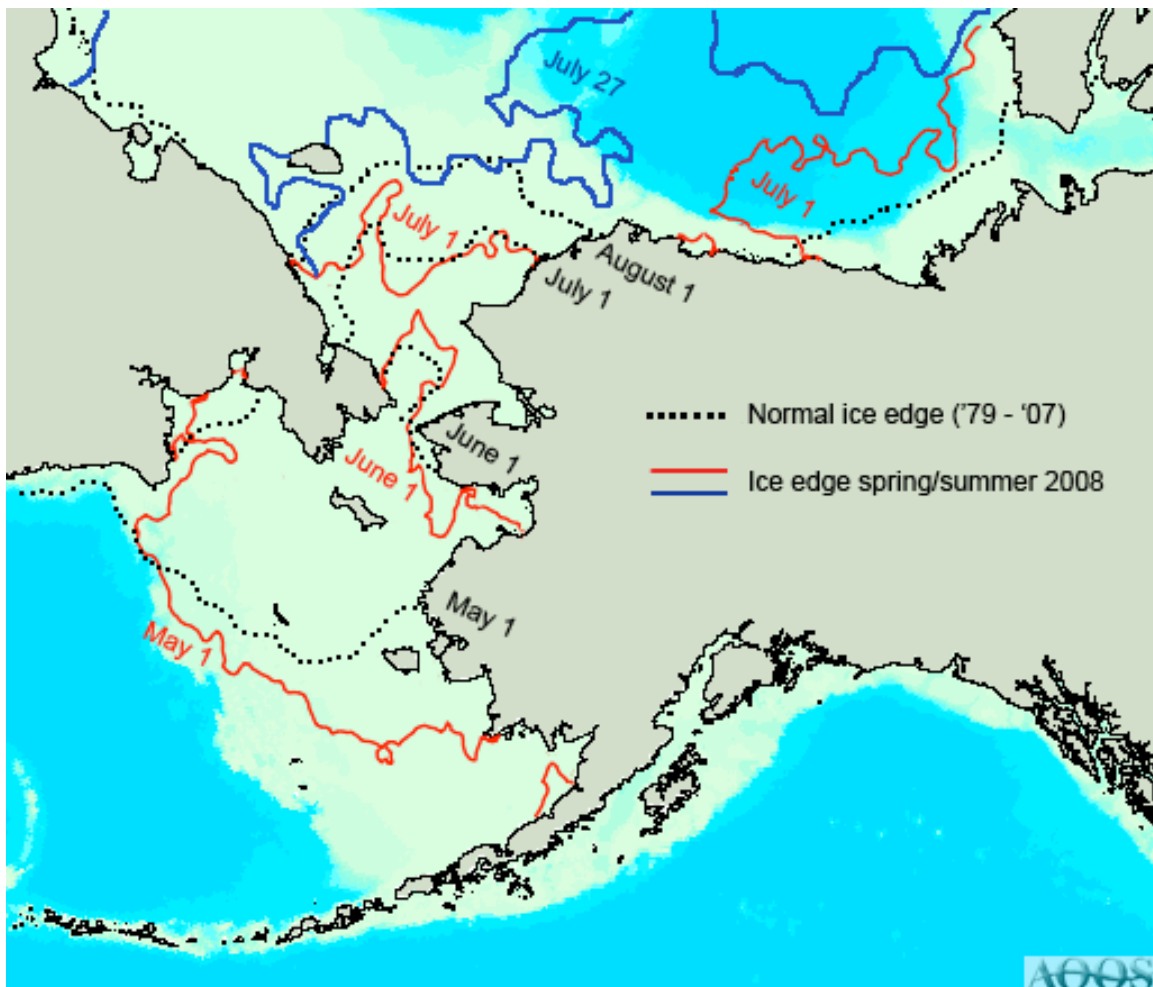 July 27
July 1
July 1
August 1
July 1
Normal ice edge ('79 - ‘07)
June 1
June 1
Ice edge spring/summer 2008
May 1
May 1
AOOS